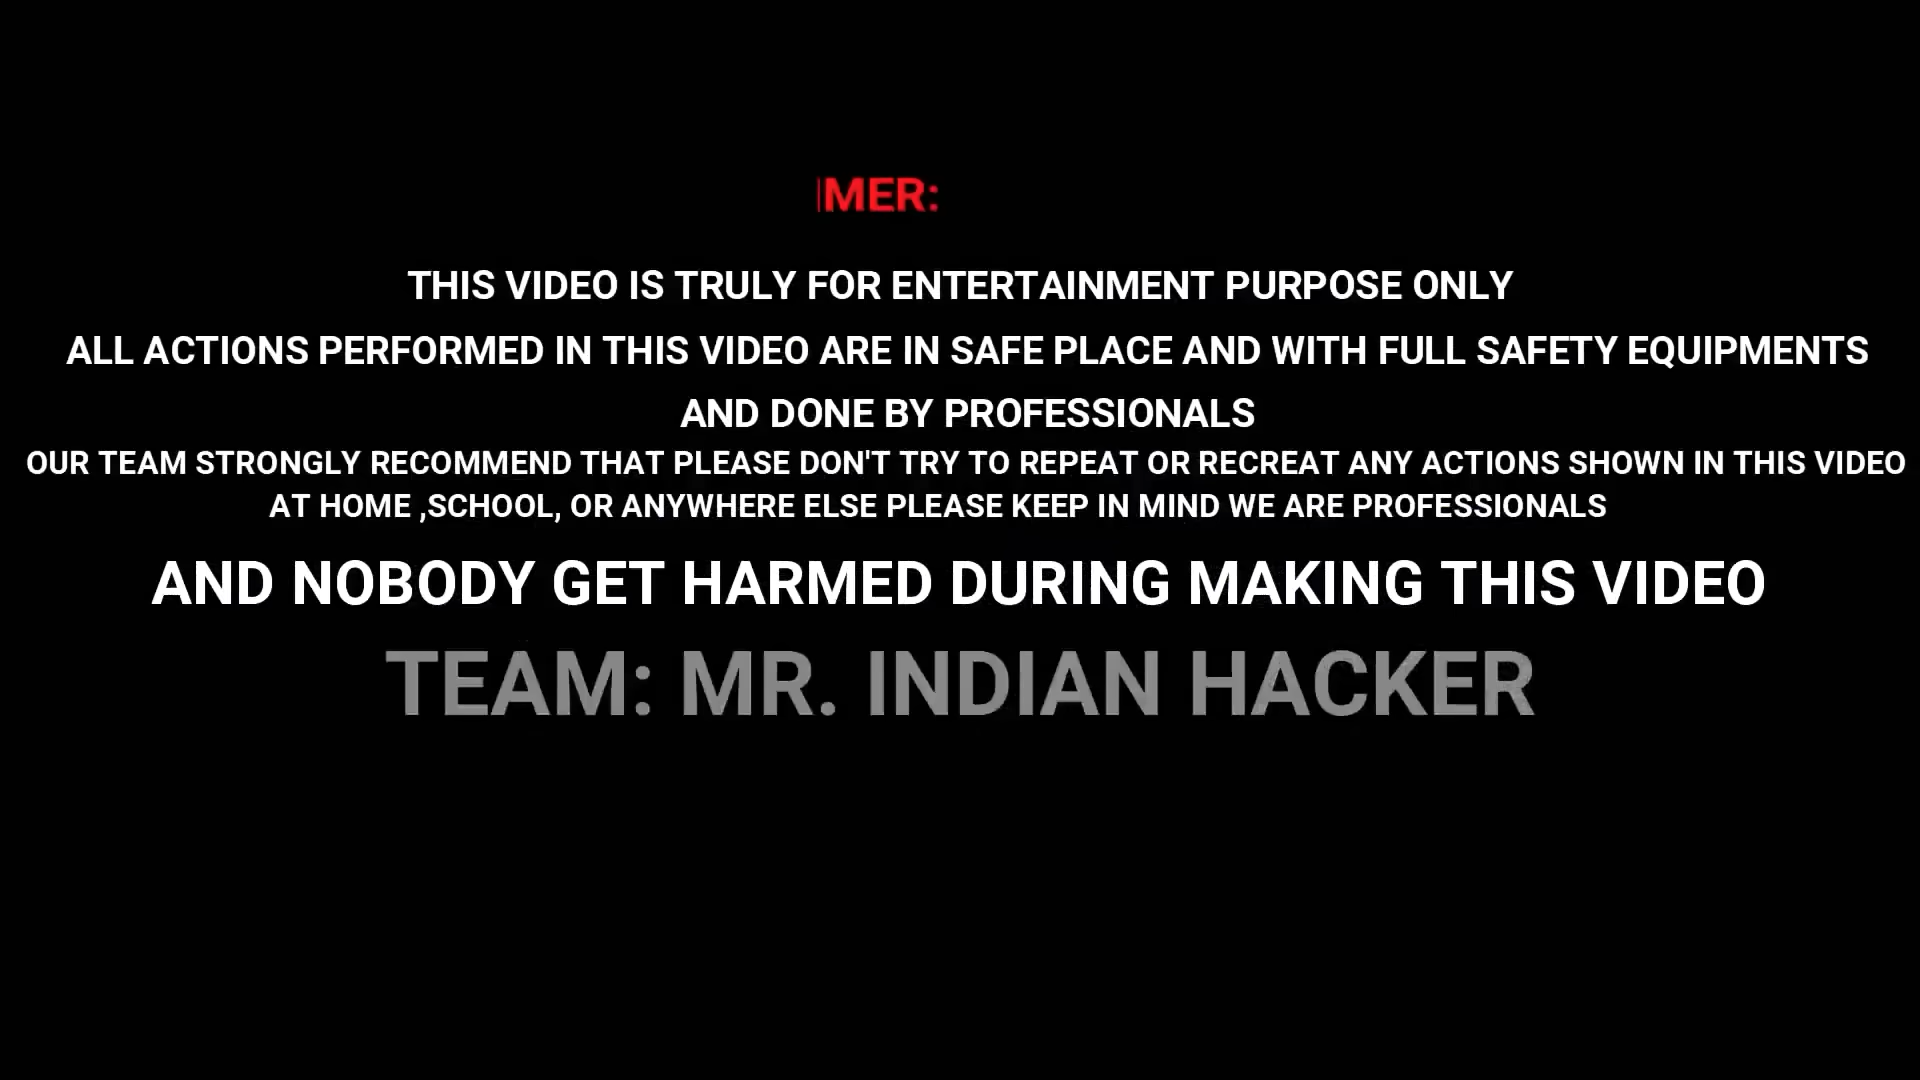 IMER:
THIS VIDEO IS TRULY FOR ENTERTAINMENT PURPOSE ONLY
ALL ACTIONS PERFORMED IN THIS VIDEO ARE IN SAFE PLACE AND WITH FULL SAFETY EQUIPMENTS
AND DONE BY PROFESSIONALS
OUR TEAM STRONGLY RECOMMEND THAT PLEASE DON'T TRY TO REPEAT OR RECREAT ANY ACTIONS SHOWN IN THIS VIDEO
AT HOME ,SCHOOL, OR ANYWHERE ELSE PLEASE KEEP IN MIND WE ARE PROFESSIONALS
AND NOBODY GET HARMED DURING MAKING THIS VIDEO
TEAM: MR. INDIAN HACKER